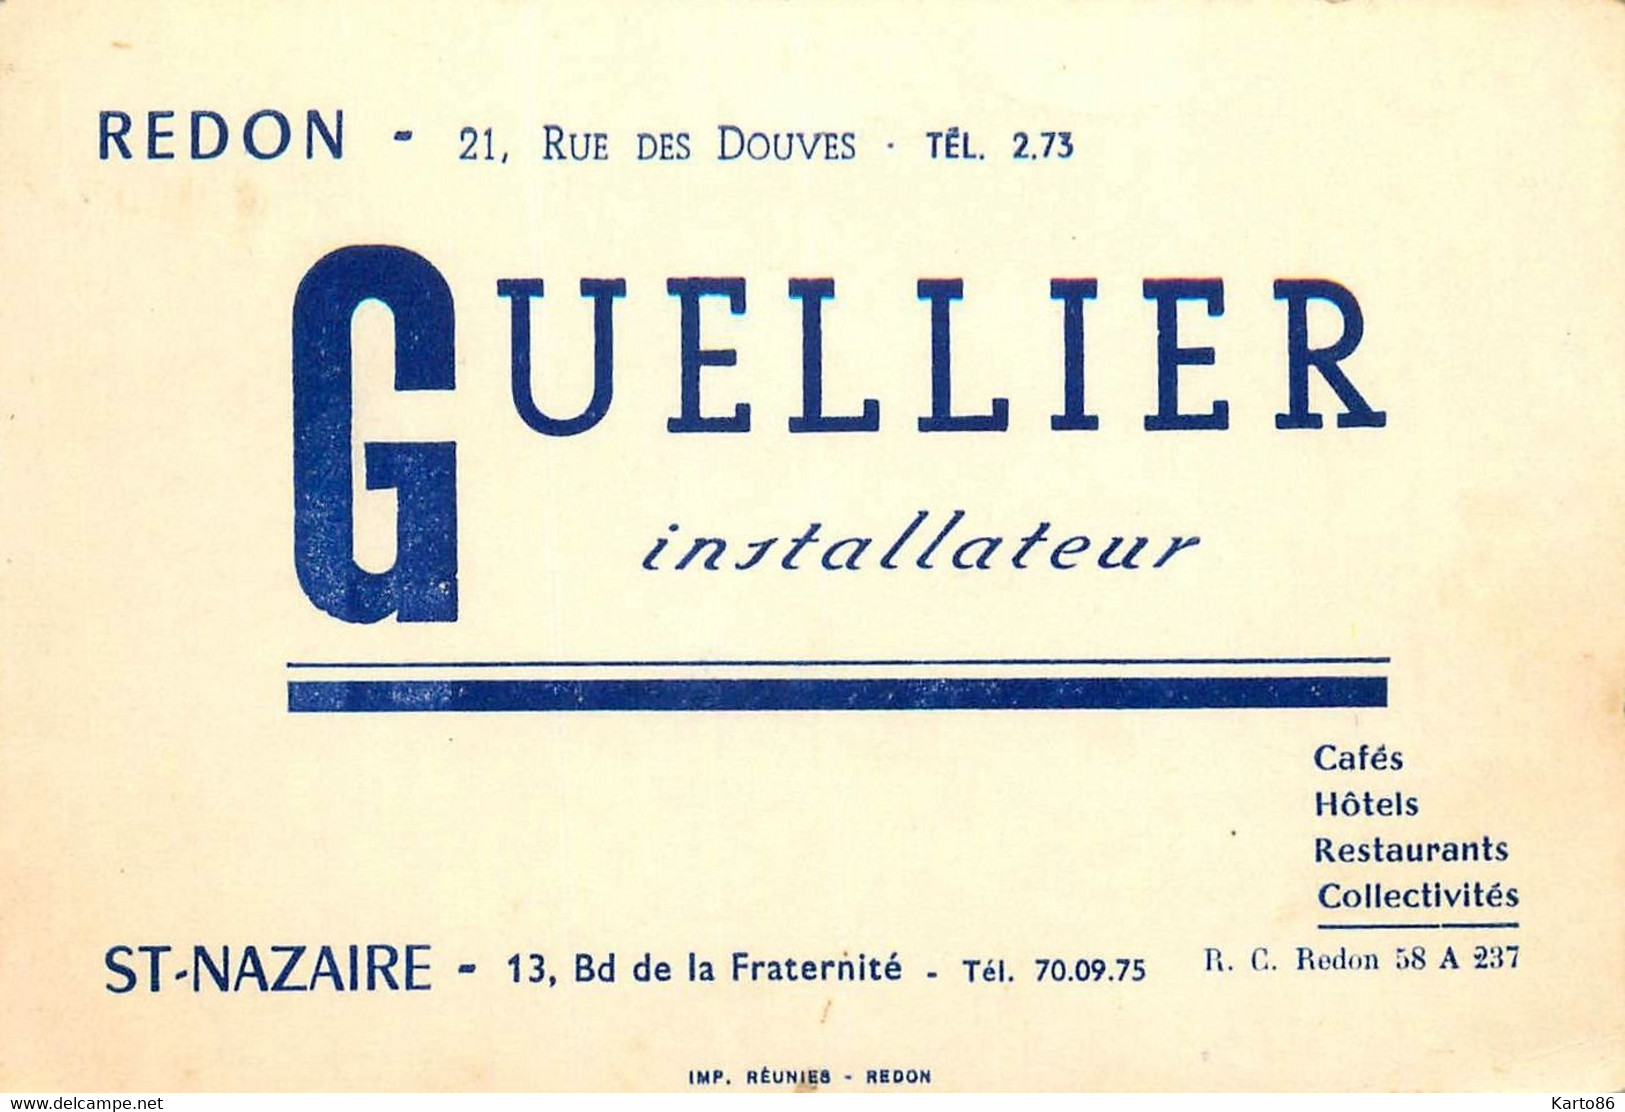 REDON - 21, RUE DES DOUVES · TÉL. 2.73
GUELLIER
installateur
Cafés
Hôtels
Restaurants
Collectivités
R. C. Redon 58 A 237
ST-NAZAIRE - 13, Bd de la Fraternité - Tél. 70.09.75
IMP. RÉUNIES - REDON
www.delcampe.net
Karto86